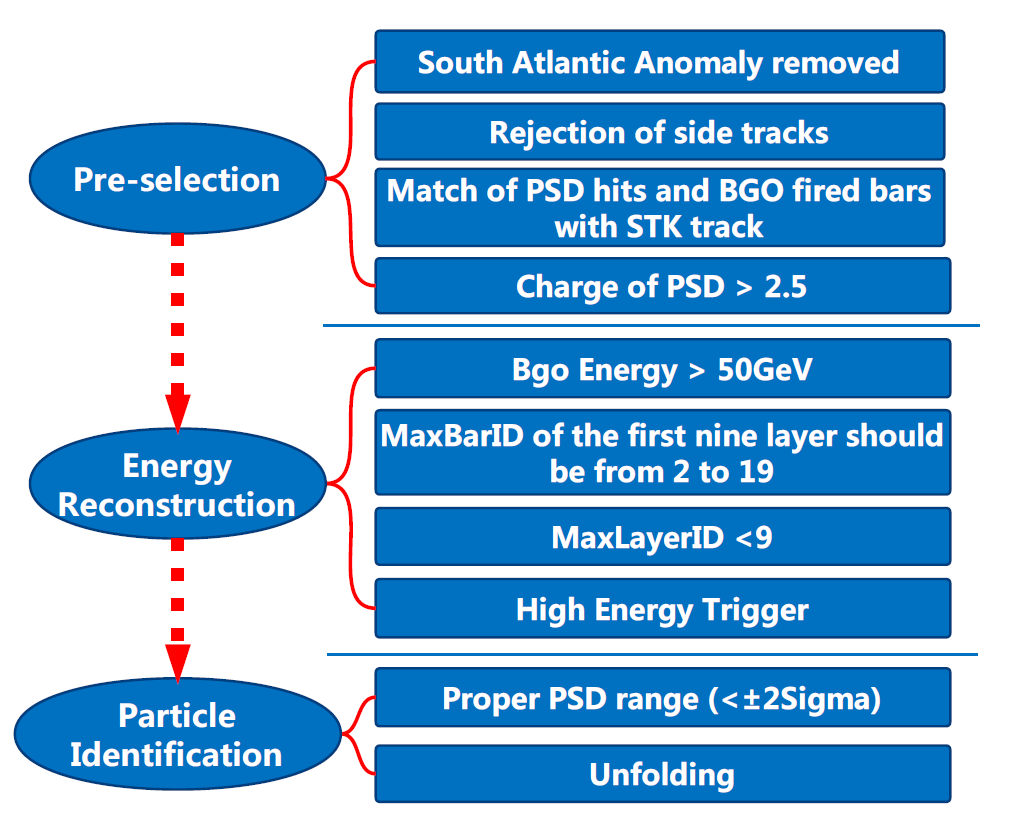 South Atlantic Anomaly removed
Rejection of side tracks
Pre-selection
Match of PSD hits and BGO fired bars
with STK track
Charge of PSD > 2.5
Bgo Energy > 50GeV
MaxBarID of the first nine layer should
be from 2 to 19
Energy
Reconstruction
MaxLayerID <9
High Energy Trigger
Proper PSD range (<±2Sigma)
Particle
Identification
Unfolding